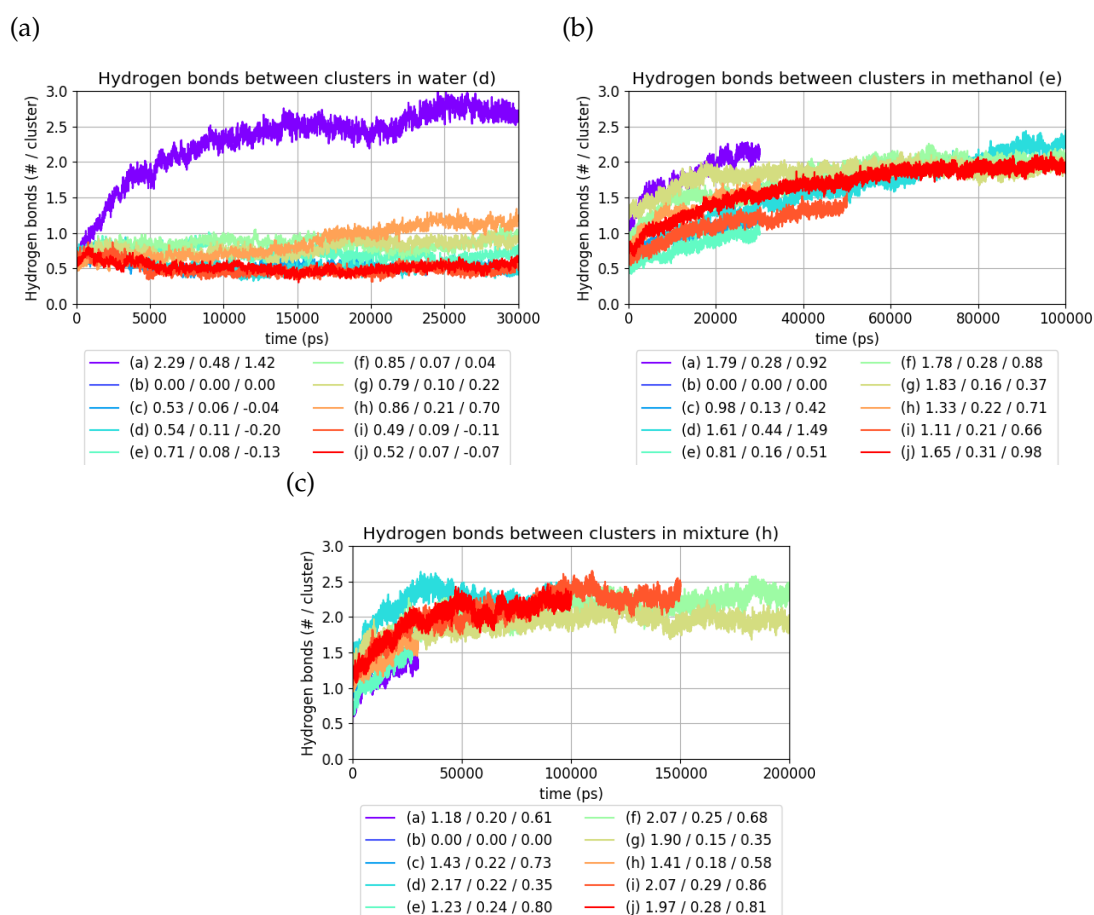 (a)
Hydrogen bonds between clusters in water (d)
Hydrogen bonds (# / cluster)
3.0
2.5
2.0
1.5
1.0
0.5
0.0
0 5000 10000 15000 20000 25000 30000
time (ps)
(a) 2.29 / 0.48 / 1.42
(b) 0.00 / 0.00 / 0.00
(c) 0.53 / 0.06 / -0.04
(d) 0.54 / 0.11 / -0.20
(e) 0.71 / 0.08 / -0.13
(f) 0.85 / 0.07 / 0.04
(g) 0.79 / 0.10 / 0.22
(h) 0.86 / 0.21 / 0.70
(i) 0.49 / 0.09 / -0.11
(j) 0.52 / 0.07 / -0.07
(b)
Hydrogen bonds between clusters in methanol (e)
Hydrogen bonds (# / cluster)
3.0
2.5
2.0
1.5
1.0
0.5
0.0
0 20000 40000 60000 80000 100000
time (ps)
(a) 1.79 / 0.28 / 0.92
(b) 0.00 / 0.00 / 0.00
(c) 0.98 / 0.13 / 0.42
(d) 1.61 / 0.44 / 1.49
(e) 0.81 / 0.16 / 0.51
(f) 1.78 / 0.28 / 0.88
(g) 1.83 / 0.16 / 0.37
(h) 1.33 / 0.22 / 0.71
(i) 1.11 / 0.21 / 0.66
(j) 1.65 / 0.31 / 0.98
(c)
Hydrogen bonds between clusters in mixture (h)
Hydrogen bonds (# / cluster)
3.0
2.5
2.0
1.5
1.0
0.5
0.0
0 50000 100000 150000 200000
time (ps)
(a) 1.18 / 0.20 / 0.61
(b) 0.00 / 0.00 / 0.00
(c) 1.43 / 0.22 / 0.73
(d) 2.17 / 0.22 / 0.35
(e) 1.23 / 0.24 / 0.80
(f) 2.07 / 0.25 / 0.68
(g) 1.90 / 0.15 / 0.35
(h) 1.41 / 0.18 / 0.58
(i) 2.07 / 0.29 / 0.86
(j) 1.97 / 0.28 / 0.81